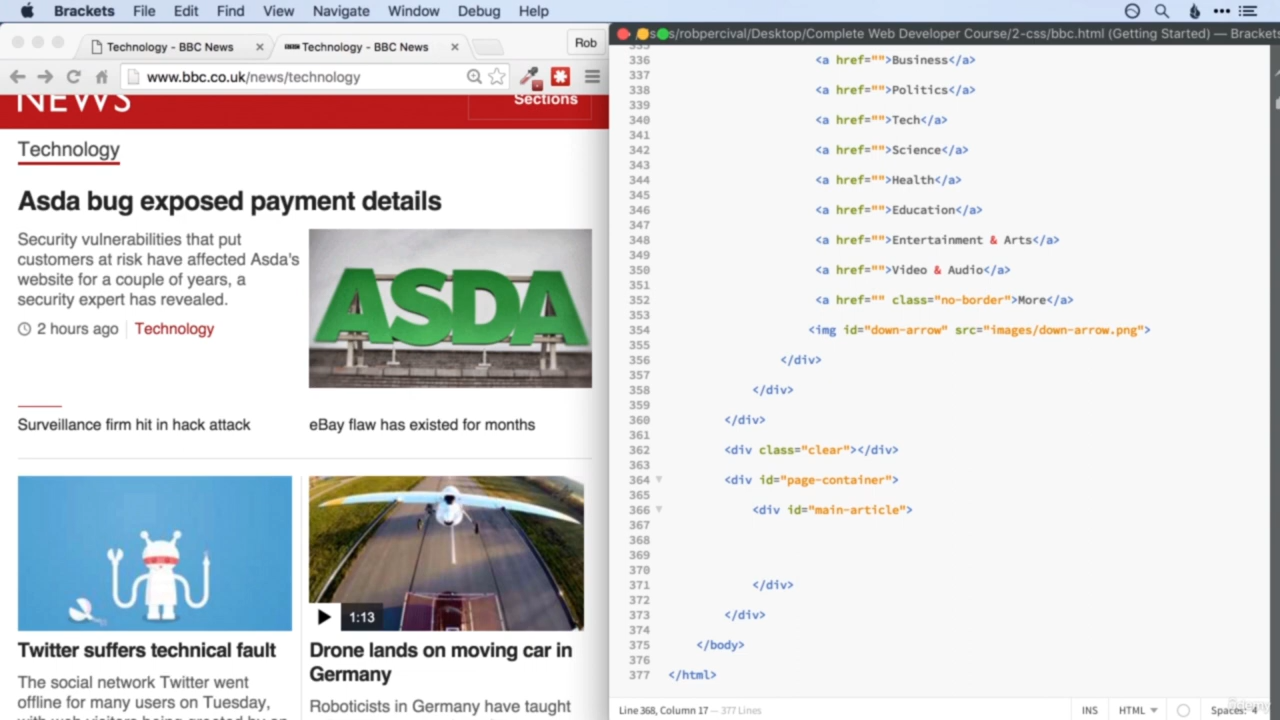 Brackets File Edit Find View Navigate Window Debug Help
Technology - BBC News
Technology - BBC News
Rob
www.bbc.co.uk/news/technology
NEWS
Sections
Technology
Asda bug exposed payment details
Security vulnerabilities that put
customers at risk have affected Asda's
website for a couple of years, a
security expert has revealed.
2 hours ago Technology
ASDA
Surveillance firm hit in hack attack
eBay flaw has existed for months
1:13
Twitter suffers technical fault
The social network Twitter went
offline for many users on Tuesday,
Drone lands on moving car in
Germany
Roboticists in Germany have taught
s/robpercival/Desktop/Complete Web Developer Course/2-css/bbc.html (Getting Started) — Brackets
335
336 <a href="">Business</a>
337
338 <a href="">Politics</a>
339
340 <a href="">Tech</a>
341
342 <a href="">Science</a>
343
344 <a href="">Health</a>
345
346 <a href="">Education</a>
347
348 <a href="">Entertainment & Arts</a>
349
350 <a href="">Video & Audio</a>
351
352 <a href="" class="no-border">More</a>
353
354 <img id="down-arrow" src="images/down-arrow.png">
355
356 </div>
357
358 </div>
359
360 </div>
361
362 <div class="clear"></div>
363
364 <div id="page-container">
365
366 <div id="main-article">
367
368
369
370
371 </div>
372
373 </div>
374
375 </body>
376
377 </html>
Line 368, Column 17 — 377 Lines
INS HTML Spaces: 4
Udemy